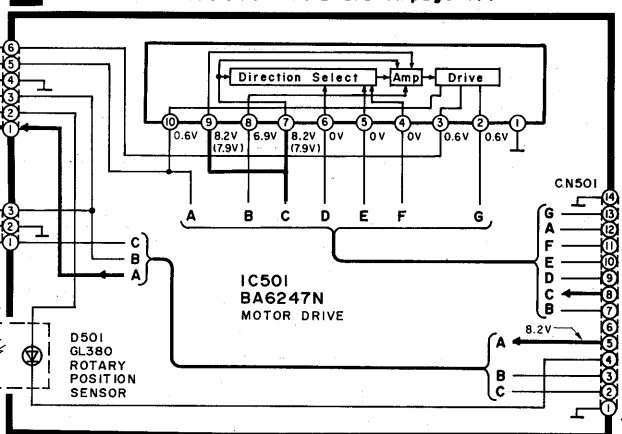 6
5
4
3
2
1
3
2
1
Direction Select
Amp
Drive
10 9 8 7 6 5 4 3 2 1
0.6V 8.2V 6.9V 8.2V 0V 0V 0V 0.6V 0.6V
(7.9V) (7.9V)
A B C D E F G
C
B
A
IC501
BA6247N
MOTOR DRIVE
D501
GL380
ROTARY
POSITION
SENSOR
CN501
14
G 13
A 12
F 11
E 10
D 9
C 8
B 7
6
8.2V
A 5
4
B 3
C 2
1